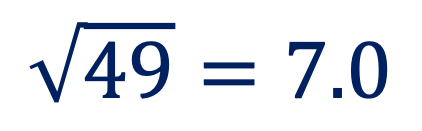 √49 = 7.0